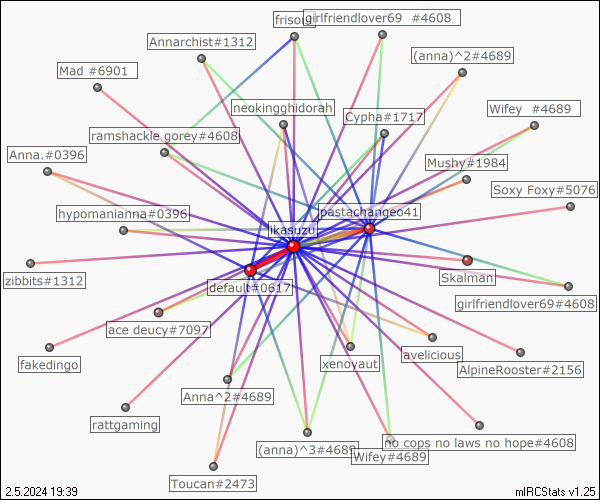 frisou
girlfriendlover69 #4608
Annarchist#1312
(anna)^2#4689
Mad #6901
neokingghidorah
Cypha#1717
Wifey #4689
ramshackle gorey#4608
Anna.#0396
Mushy#1984
Soxy Foxy#5076
hypomanianna#0396
pastachangeo41
likasuzu
zibbits#1312
Skalman
default#0617
girlfriendlover69#4608
ace deucy#7097
fakedingo
xenoyaut
avelicious
AlpineRooster#2156
Anna^2#4689
rattgaming
(anna)^3#4689
no cops no laws no hope#4608
Wifey#4689
Toucan#2473
2.5.2024 19:39
mIRCStats v1.25